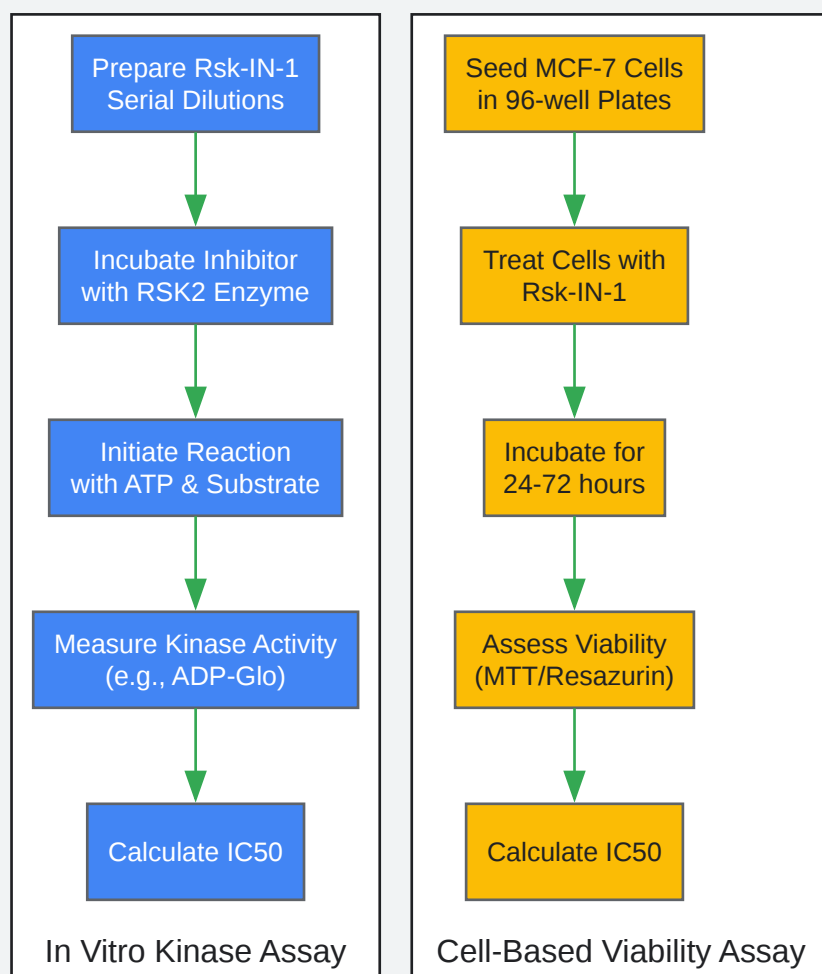 Prepare Rsk-IN-1
Serial Dilutions
Incubate Inhibitor
with RSK2 Enzyme
Initiate Reaction
with ATP & Substrate
Measure Kinase Activity
(e.g., ADP-Glo)
Calculate IC50
In Vitro Kinase Assay
Seed MCF-7 Cells
in 96-well Plates
Treat Cells with
Rsk-IN-1
Incubate for
24-72 hours
Assess Viability
(MTT/Resazurin)
Calculate IC50
Cell-Based Viability Assay